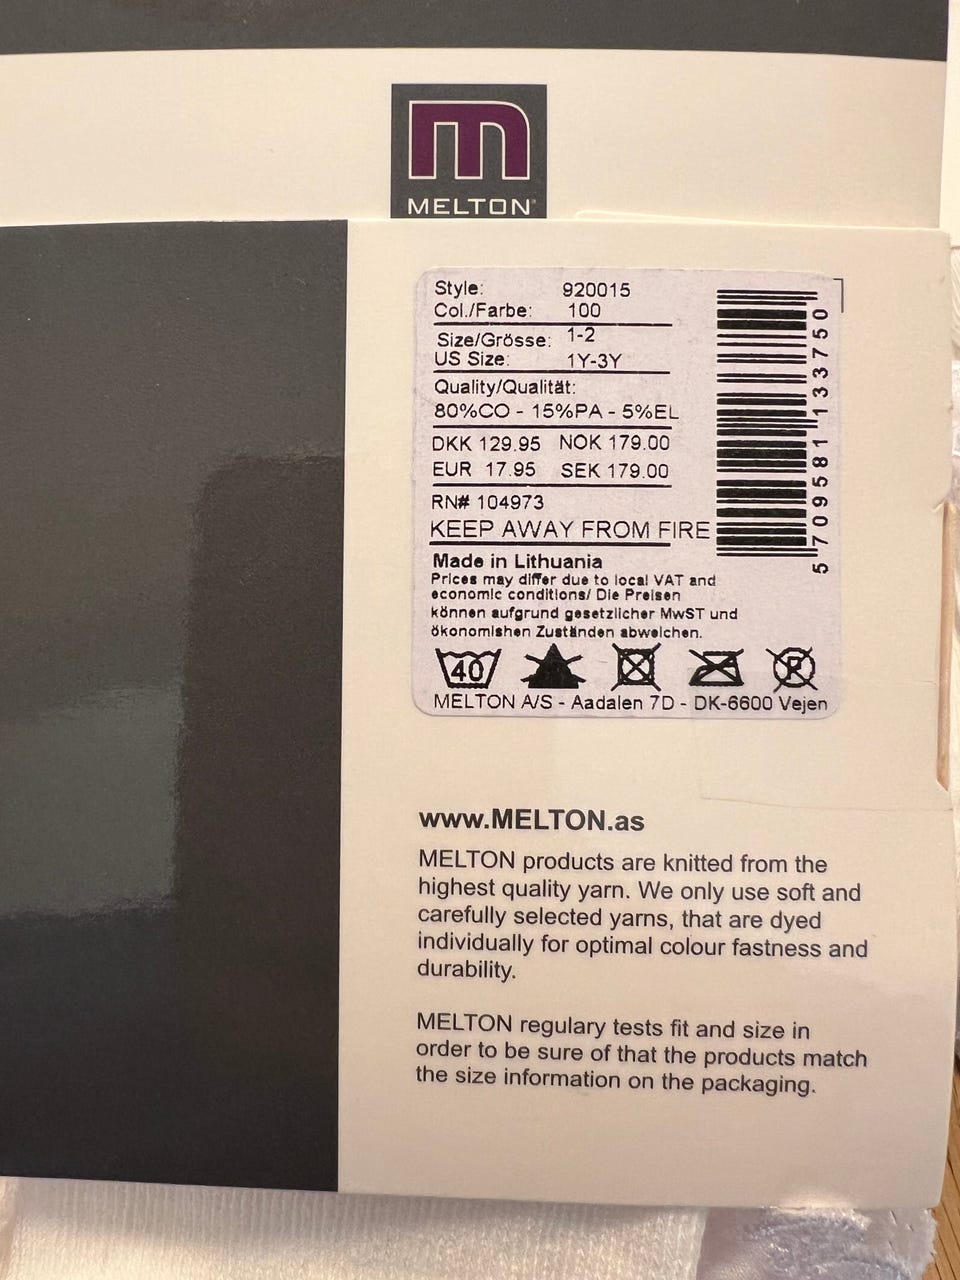 m
MELTON
Style: 920015
Col./Farbe: 100
Size/Grösse: 1-2
US Size: 1Y-3Y
Quality/Qualität:
80%CO - 15%PA - 5%EL
DKK 129.95 NOK 179.00
EUR 17.95 SEK 179.00
RN# 104973
KEEP AWAY FROM FIRE
Made in Lithuania
Prices may differ due to local VAT and
economic conditions/ Die Preisen
können aufgrund gesetzlicher MwST und
ökonomishen Zuständen abweichen.
40 P
MELTON A/S - Aadalen 7D - DK-6600 Vejen
5 709581 133750
www.MELTON.as
MELTON products are knitted from the
highest quality yarn. We only use soft and
carefully selected yarns, that are dyed
individually for optimal colour fastness and
durability.
MELTON regulary tests fit and size in
order to be sure of that the products match
the size information on the packaging.